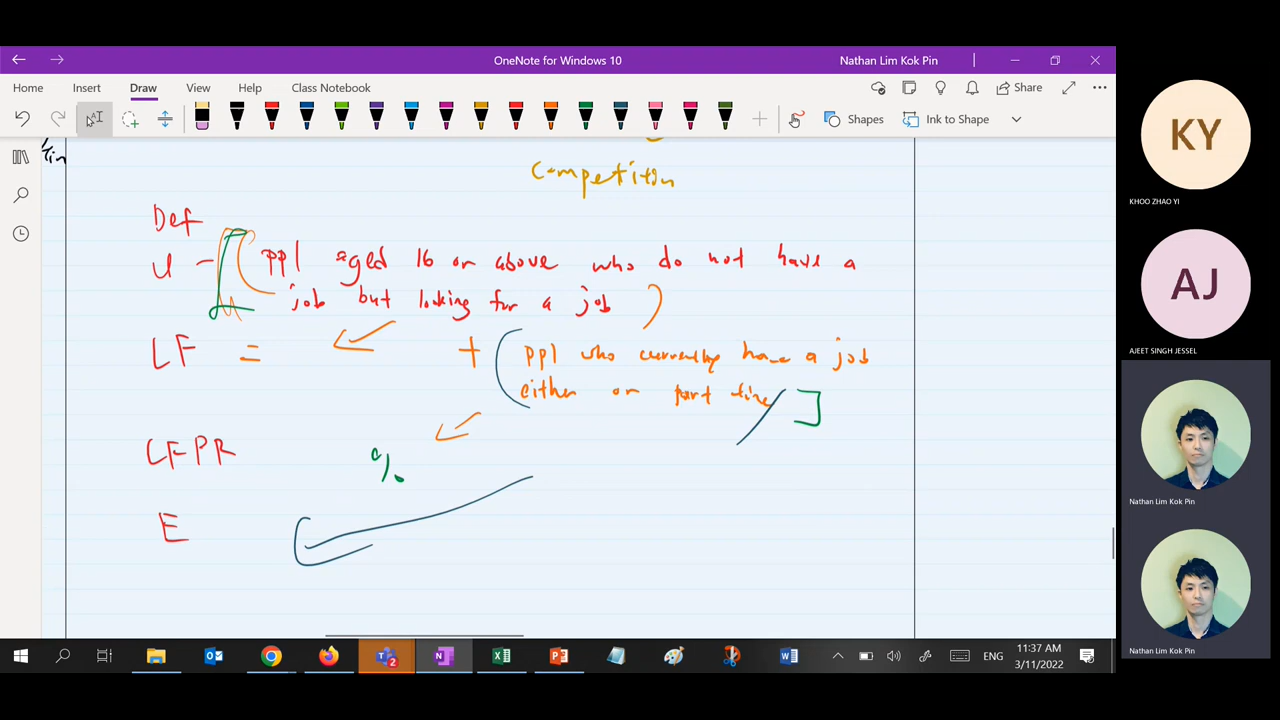 OneNote for Windows 10
Nathan Lim Kok Pin
Home Insert Draw View Help Class Notebook
Share
Shapes
Ink to Shape
Competition
Def
U - (ppl aged 16 or above who do not have a
job but looking for a job)
LF = + (ppl who currently have a job
either or part time]
LFPR %
E
KY
KHOO ZHAO YI
AJ
AJEET SINGH JESSEL
Nathan Lim Kok Pin
Nathan Lim Kok Pin
2
ENG
11:37 AM
3/11/2022